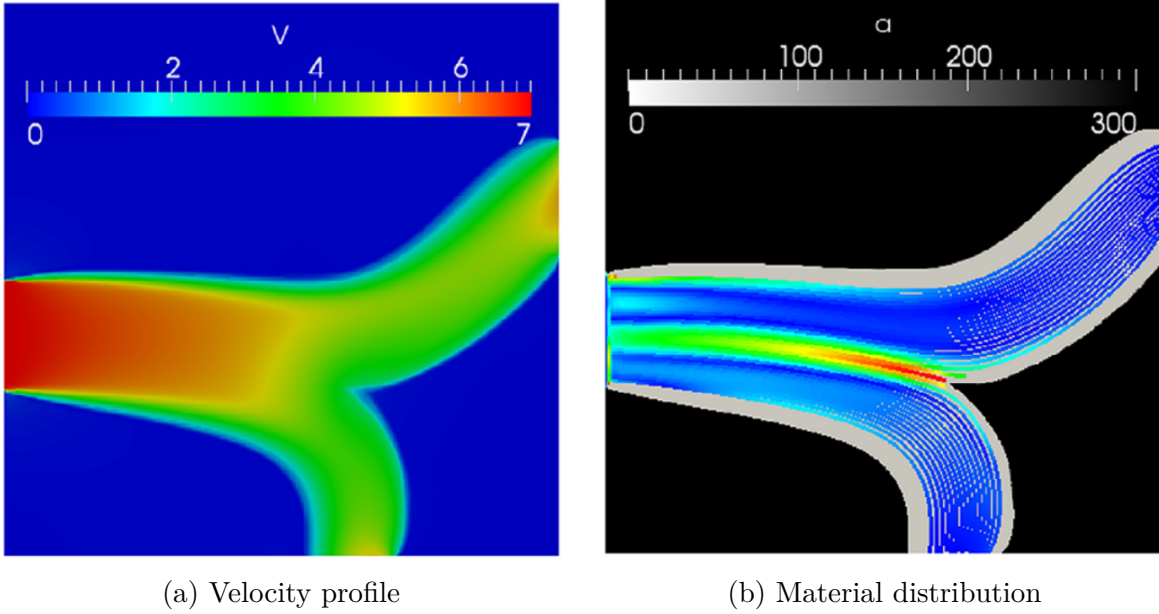 V
2 4 6
0 7
a
100 200
0 300
(a) Velocity profile
(b) Material distribution